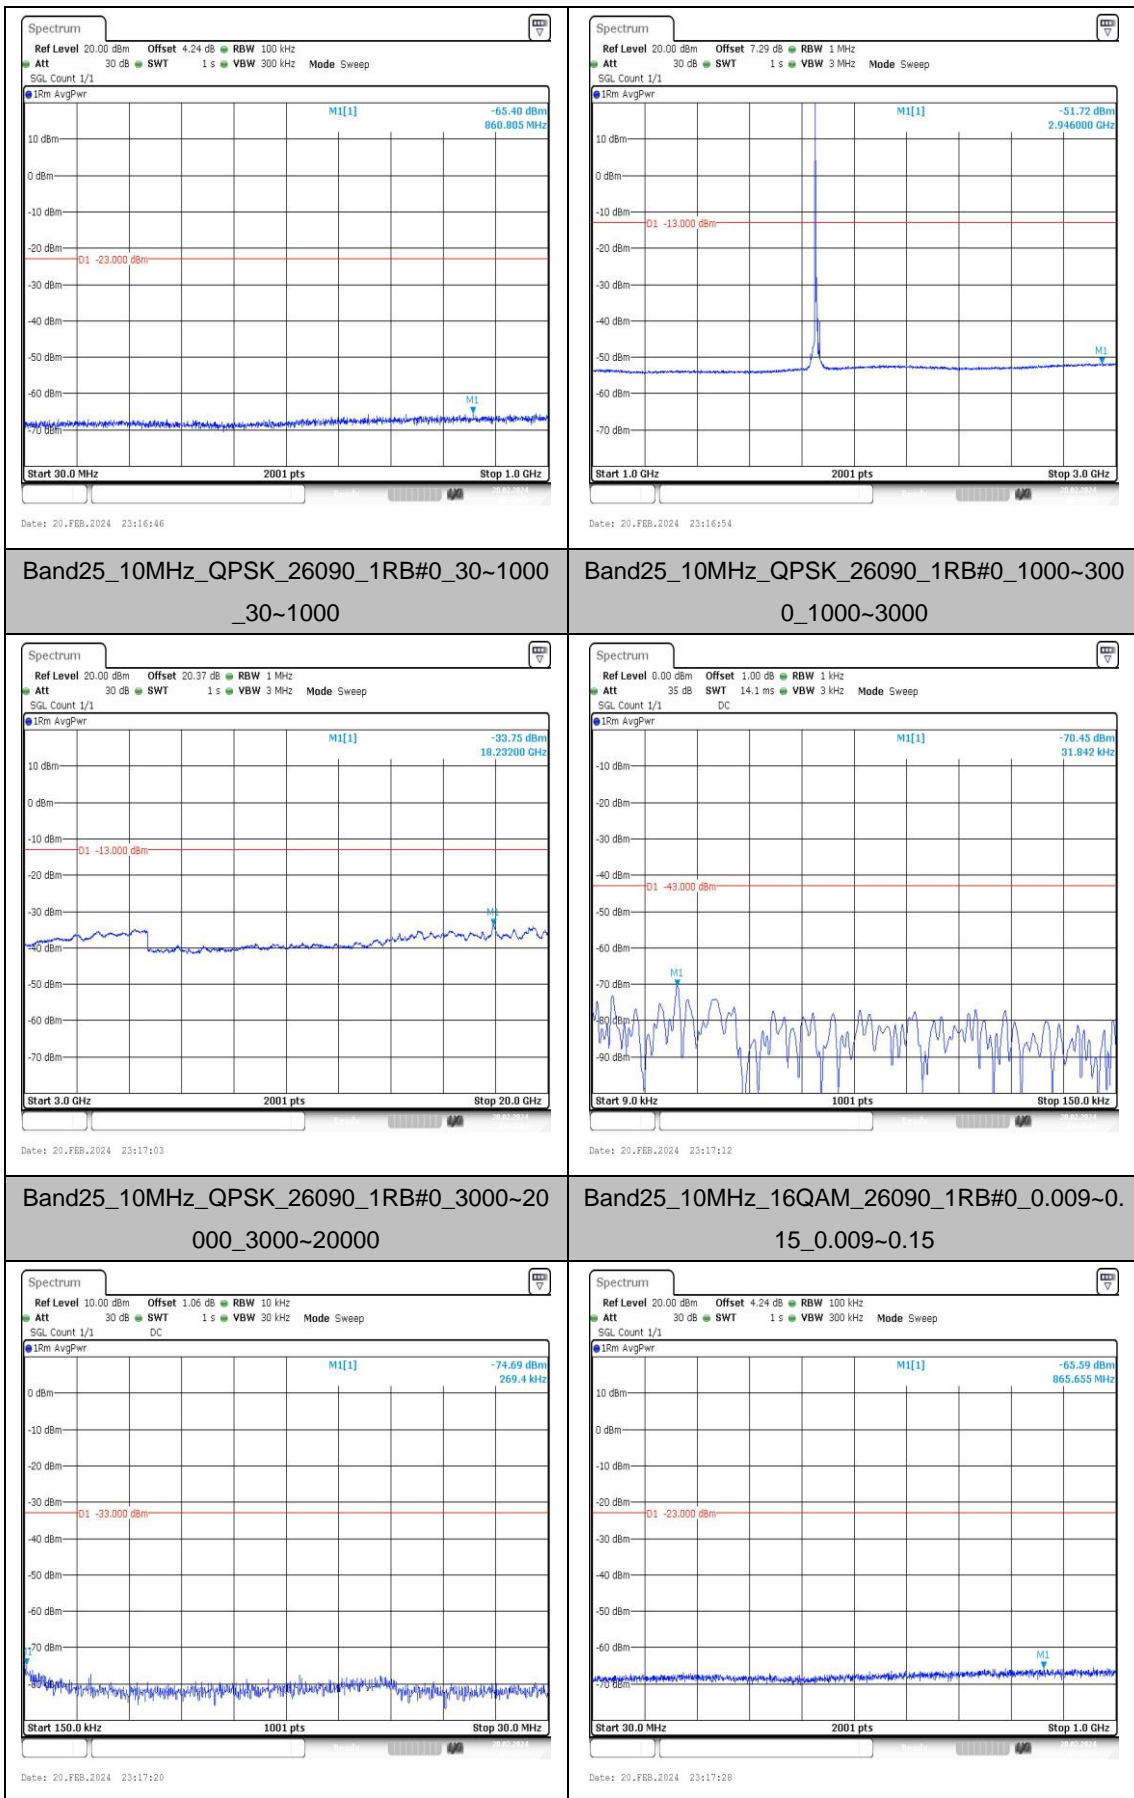 Spectrum
Ref Level 20.00 dBm Offset 4.24 dB RBW 100 kHz
Att 30 dB SWT 1 s VBW 300 kHz Mode Sweep
SGL Count 1/1
1Rm AvgPwr
M1[1] -65.40 dBm
860.805 MHz
10 dBm
0 dBm
-10 dBm
-20 dBm
D1 -23.000 dBm
-30 dBm
-40 dBm
-50 dBm
-60 dBm
M1
-70 dBm
Start 30.0 MHz 2001 pts Stop 1.0 GHz
Date: 20.FEB.2024 23:16:46
Spectrum
Ref Level 20.00 dBm Offset 7.29 dB RBW 1 MHz
Att 30 dB SWT 1 s VBW 3 MHz Mode Sweep
SGL Count 1/1
1Rm AvgPwr
M1[1] -51.72 dBm
2.946000 GHz
10 dBm
0 dBm
-10 dBm
D1 -13.000 dBm
-20 dBm
-30 dBm
-40 dBm
-50 dBm
M1
-60 dBm
-70 dBm
Start 1.0 GHz 2001 pts Stop 3.0 GHz
Date: 20.FEB.2024 23:16:54
Band25_10MHz_QPSK_26090_1RB#0_30~1000
_30~1000
Band25_10MHz_QPSK_26090_1RB#0_1000~300
0_1000~3000
Spectrum
Ref Level 20.00 dBm Offset 20.37 dB RBW 1 MHz
Att 30 dB SWT 1 s VBW 3 MHz Mode Sweep
SGL Count 1/1
1Rm AvgPwr
M1[1] -33.75 dBm
18.23200 GHz
10 dBm
0 dBm
-10 dBm
D1 -13.000 dBm
-20 dBm
-30 dBm
M1
-40 dBm
-50 dBm
-60 dBm
-70 dBm
Start 3.0 GHz 2001 pts Stop 20.0 GHz
Date: 20.FEB.2024 23:17:03
Spectrum
Ref Level 0.00 dBm Offset 1.00 dB RBW 1 kHz
Att 35 dB SWT 14.1 ms VBW 3 kHz Mode Sweep
SGL Count 1/1 DC
1Rm AvgPwr
M1[1] -70.45 dBm
31.842 kHz
-10 dBm
-20 dBm
-30 dBm
-40 dBm
D1 -43.000 dBm
-50 dBm
-60 dBm
M1
-70 dBm
-80 dBm
-90 dBm
Start 9.0 kHz 1001 pts Stop 150.0 kHz
Date: 20.FEB.2024 23:17:12
Band25_10MHz_QPSK_26090_1RB#0_3000~20
000_3000~20000
Band25_10MHz_16QAM_26090_1RB#0_0.009~0.
15_0.009~0.15
Spectrum
Ref Level 10.00 dBm Offset 1.06 dB RBW 10 kHz
Att 30 dB SWT 1 s VBW 30 kHz Mode Sweep
SGL Count 1/1 DC
1Rm AvgPwr
M1[1] -74.69 dBm
269.4 kHz
0 dBm
-10 dBm
-20 dBm
-30 dBm
D1 -33.000 dBm
-40 dBm
-50 dBm
-60 dBm
-70 dBm
-80 dBm
Start 150.0 kHz 1001 pts Stop 30.0 MHz
Date: 20.FEB.2024 23:17:20
Spectrum
Ref Level 20.00 dBm Offset 4.24 dB RBW 100 kHz
Att 30 dB SWT 1 s VBW 300 kHz Mode Sweep
SGL Count 1/1
1Rm AvgPwr
M1[1] -65.59 dBm
865.655 MHz
10 dBm
0 dBm
-10 dBm
-20 dBm
D1 -23.000 dBm
-30 dBm
-40 dBm
-50 dBm
-60 dBm
M1
-70 dBm
Start 30.0 MHz 2001 pts Stop 1.0 GHz
Date: 20.FEB.2024 23:17:28